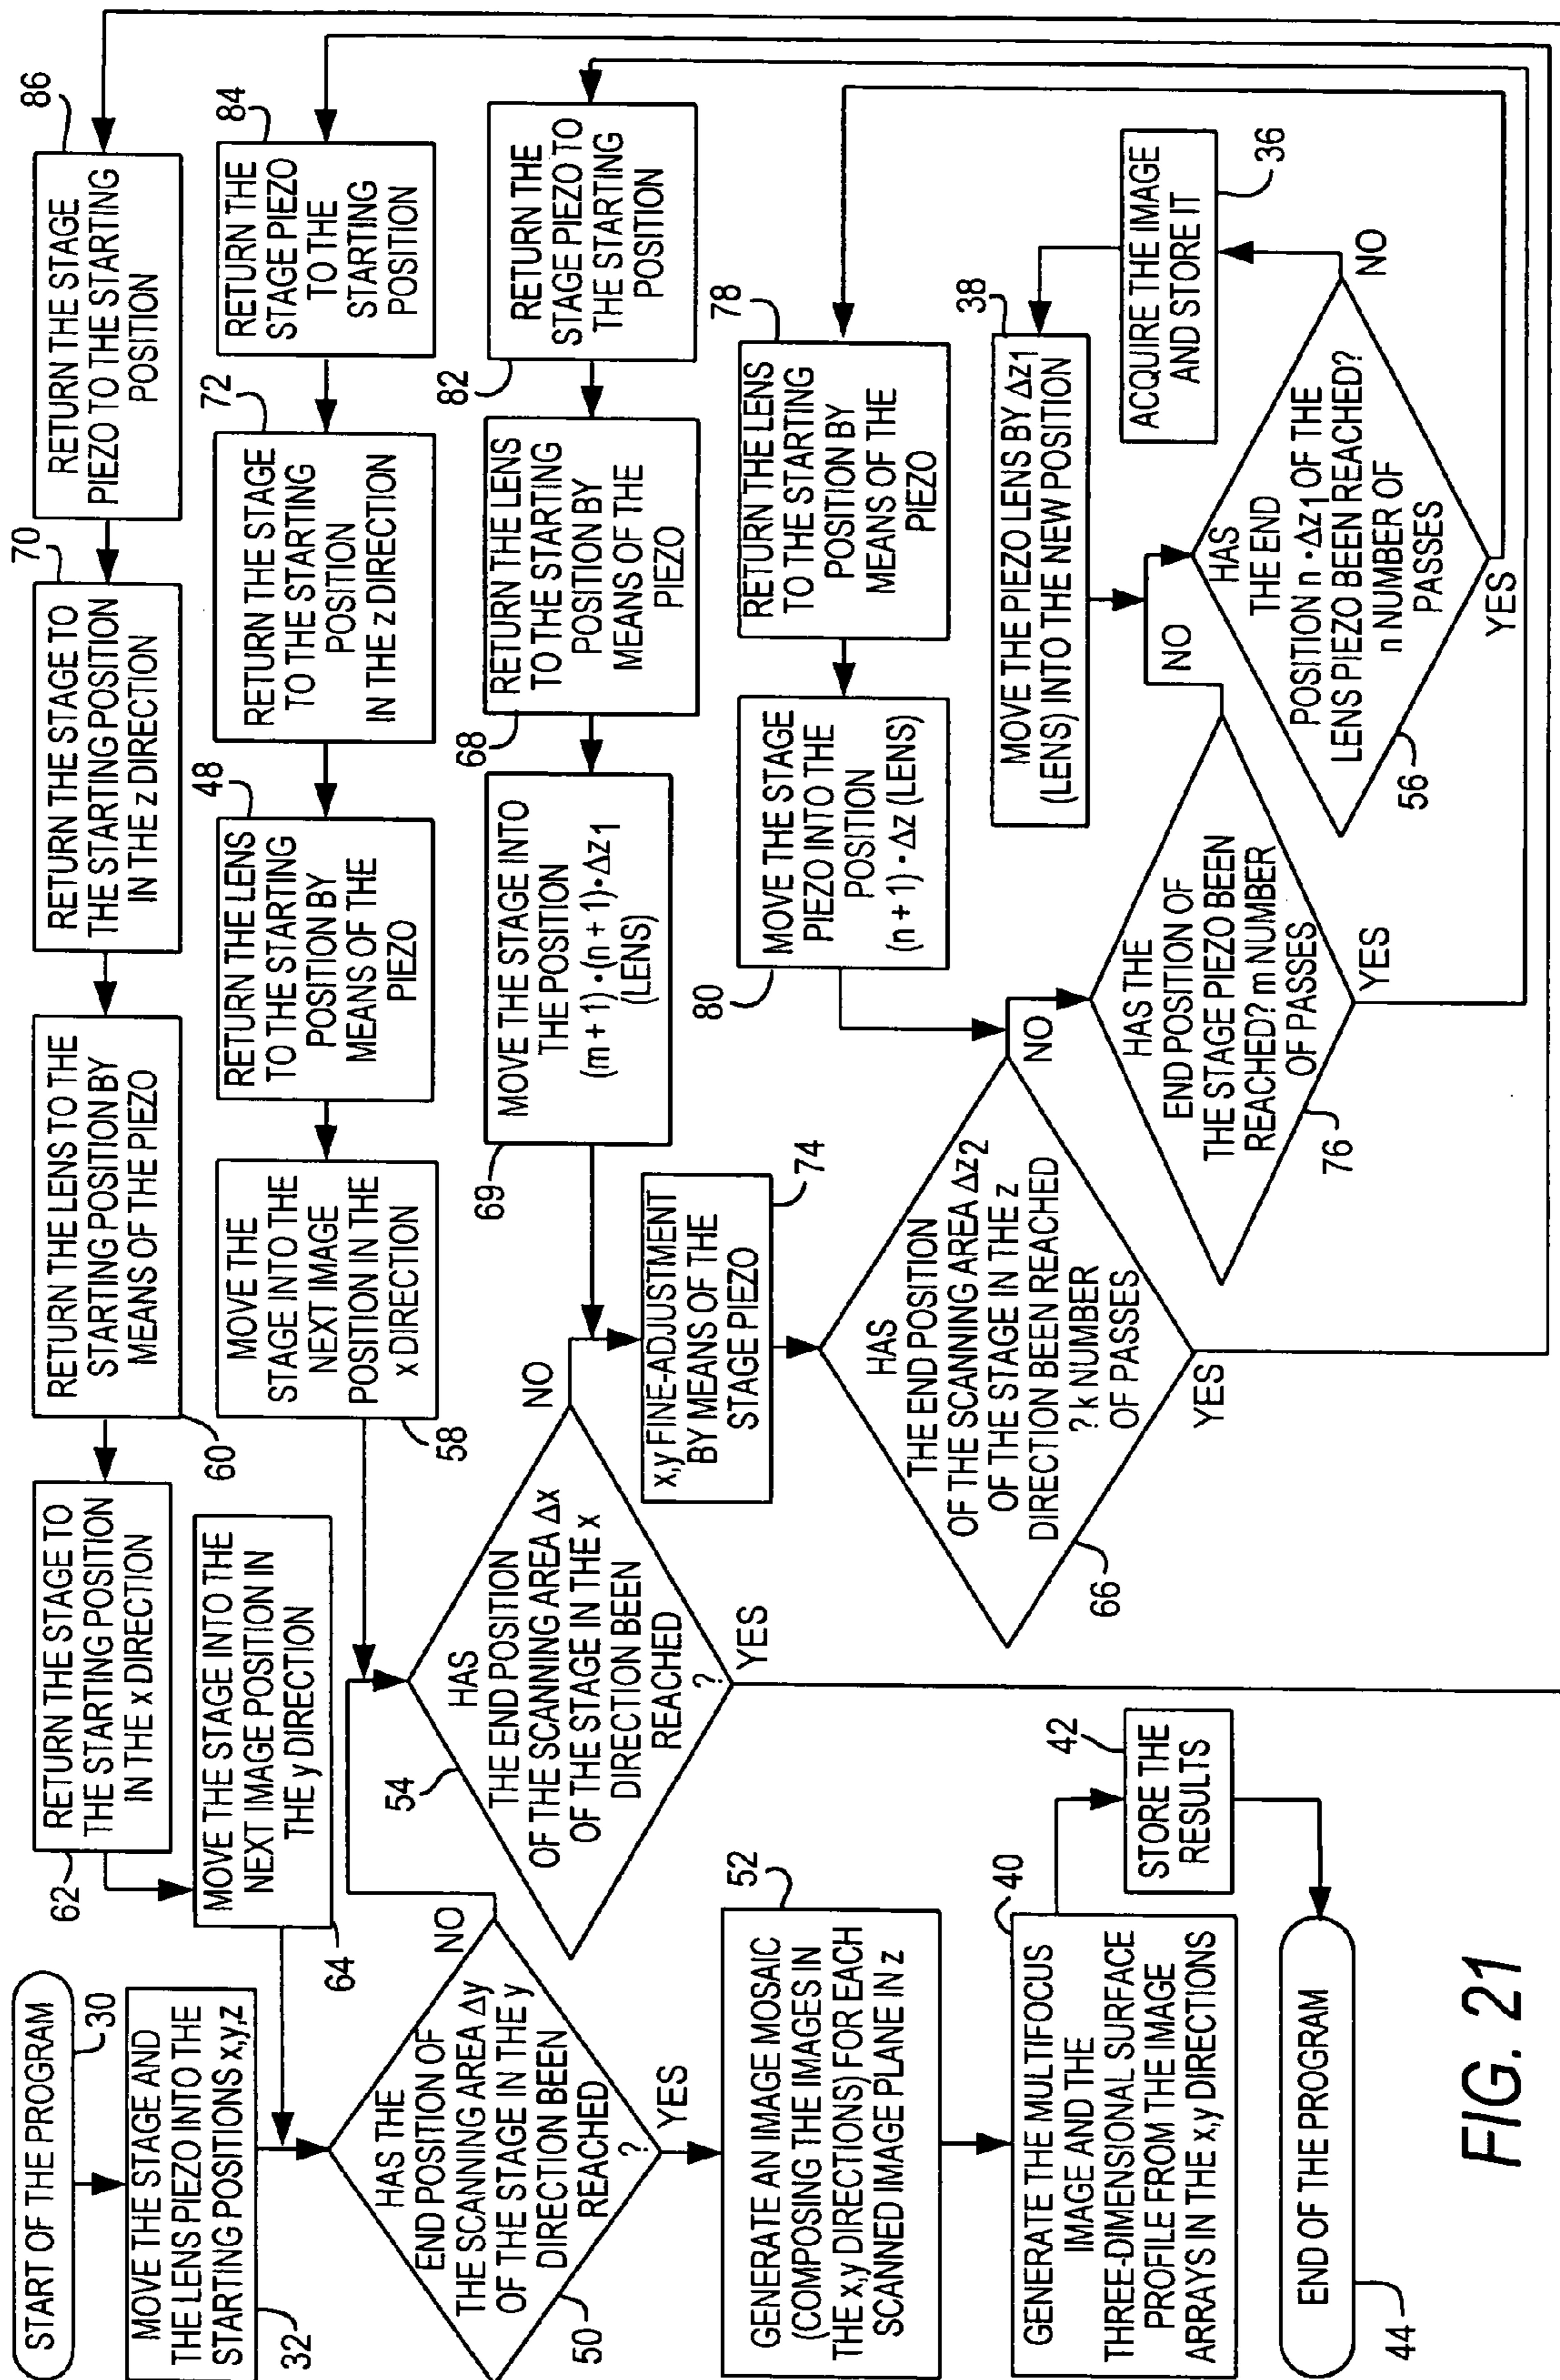 START OF THE PROGRAM
30
MOVE THE STAGE AND
THE LENS PIEZO INTO THE
STARTING POSITIONS x,y,z
32
HAS THE
END POSITION OF
THE SCANNING AREA Δy
OF THE STAGE IN THE y
DIRECTION BEEN
REACHED
?
50
NO
YES
GENERATE AN IMAGE MOSAIC
(COMPOSING THE IMAGES IN
THE x,y DIRECTIONS) FOR EACH
SCANNED IMAGE PLANE IN z
52
GENERATE THE MULTIFOCUS
IMAGE AND THE
THREE-DIMENSIONAL SURFACE
PROFILE FROM THE IMAGE
ARRAYS IN THE x,y DIRECTIONS
40
STORE THE
RESULTS
42
END OF THE PROGRAM
44
RETURN THE STAGE TO
THE STARTING POSITION
IN THE x DIRECTION
62
MOVE THE STAGE INTO THE
NEXT IMAGE POSITION IN
THE y DIRECTION
64
HAS
THE END POSITION
OF THE SCANNING AREA Δx
OF THE STAGE IN THE x
DIRECTION BEEN
REACHED
?
54
NO
YES
RETURN THE LENS TO THE
STARTING POSITION BY
MEANS OF THE PIEZO
60
MOVE THE
STAGE INTO THE
NEXT IMAGE
POSITION IN THE
x DIRECTION
58
x,y FINE-ADJUSTMENT
BY MEANS OF THE
STAGE PIEZO
74
HAS
THE END POSITION
OF THE SCANNING AREA Δz2
OF THE STAGE IN THE z
DIRECTION BEEN REACHED
? k NUMBER
OF PASSES
66
NO
YES
RETURN THE STAGE TO
THE STARTING POSITION
IN THE z DIRECTION
70
RETURN THE LENS
TO THE STARTING
POSITION BY
MEANS OF THE
PIEZO
48
MOVE THE STAGE INTO
THE POSITION
(m + 1) • (n + 1) • Δz1
(LENS)
69
MOVE THE STAGE
PIEZO INTO THE
POSITION
(n + 1) • Δz (LENS)
80
HAS THE
END POSITION OF
THE STAGE PIEZO BEEN
REACHED? m NUMBER
OF PASSES
76
NO
YES
RETURN THE STAGE
PIEZO TO THE STARTING
POSITION
86
RETURN THE STAGE
TO THE STARTING
POSITION
IN THE z DIRECTION
72
RETURN THE
STAGE PIEZO
TO THE
STARTING
POSITION
84
RETURN THE LENS
TO THE STARTING
POSITION BY
MEANS OF THE
PIEZO
68
RETURN THE
STAGE PIEZO TO
THE STARTING
POSITION
82
RETURN THE LENS
TO THE STARTING
POSITION BY
MEANS OF THE
PIEZO
78
MOVE THE PIEZO LENS BY Δz1
(LENS) INTO THE NEW POSITION
38
ACQUIRE THE IMAGE
AND STORE IT
36
HAS
THE END
POSITION n • Δz1 OF THE
LENS PIEZO BEEN REACHED?
n NUMBER OF
PASSES
56
NO
YES
FIG. 21